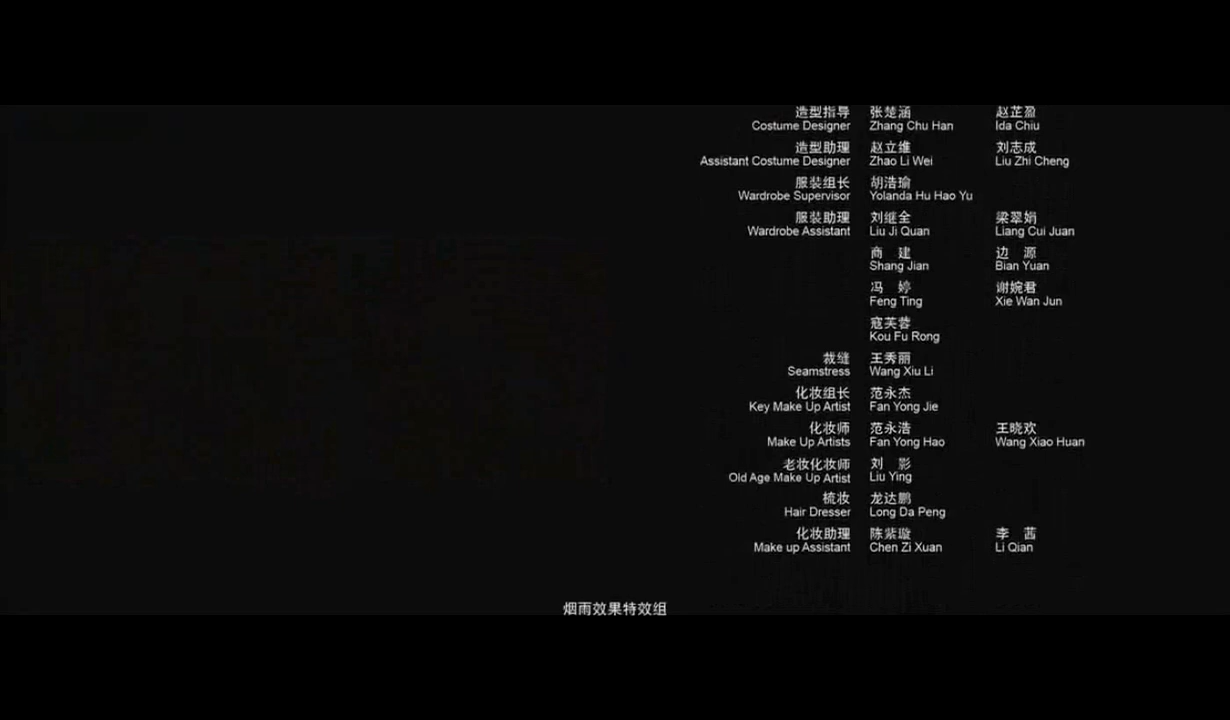 造型指导 张楚涵 赵芷盈
Costume Designer Zhang Chu Han Ida Chiu
造型助理 赵立维 刘志成
Assistant Costume Designer Zhao Li Wei Liu Zhi Cheng
服装组长 胡浩瑜
Wardrobe Supervisor Yolanda Hu Hao Yu
服装助理 刘继全 梁翠娟
Wardrobe Assistant Liu Ji Quan Liang Cui Juan
商 建 边 源
Shang Jian Bian Yuan
冯 婷 谢婉君
Feng Ting Xie Wan Jun
寇芙蓉
Kou Fu Rong
裁缝 王秀丽
Seamstress Wang Xiu Li
化妆组长 范永杰
Key Make Up Artist Fan Yong Jie
化妆师 范永浩 王晓欢
Make Up Artists Fan Yong Hao Wang Xiao Huan
老妆化妆师 刘 影
Old Age Make Up Artist Liu Ying
梳妆 龙达鹏
Hair Dresser Long Da Peng
化妆助理 陈紫璇 李 茜
Make up Assistant Chen Zi Xuan Li Qian
烟雨效果特效组